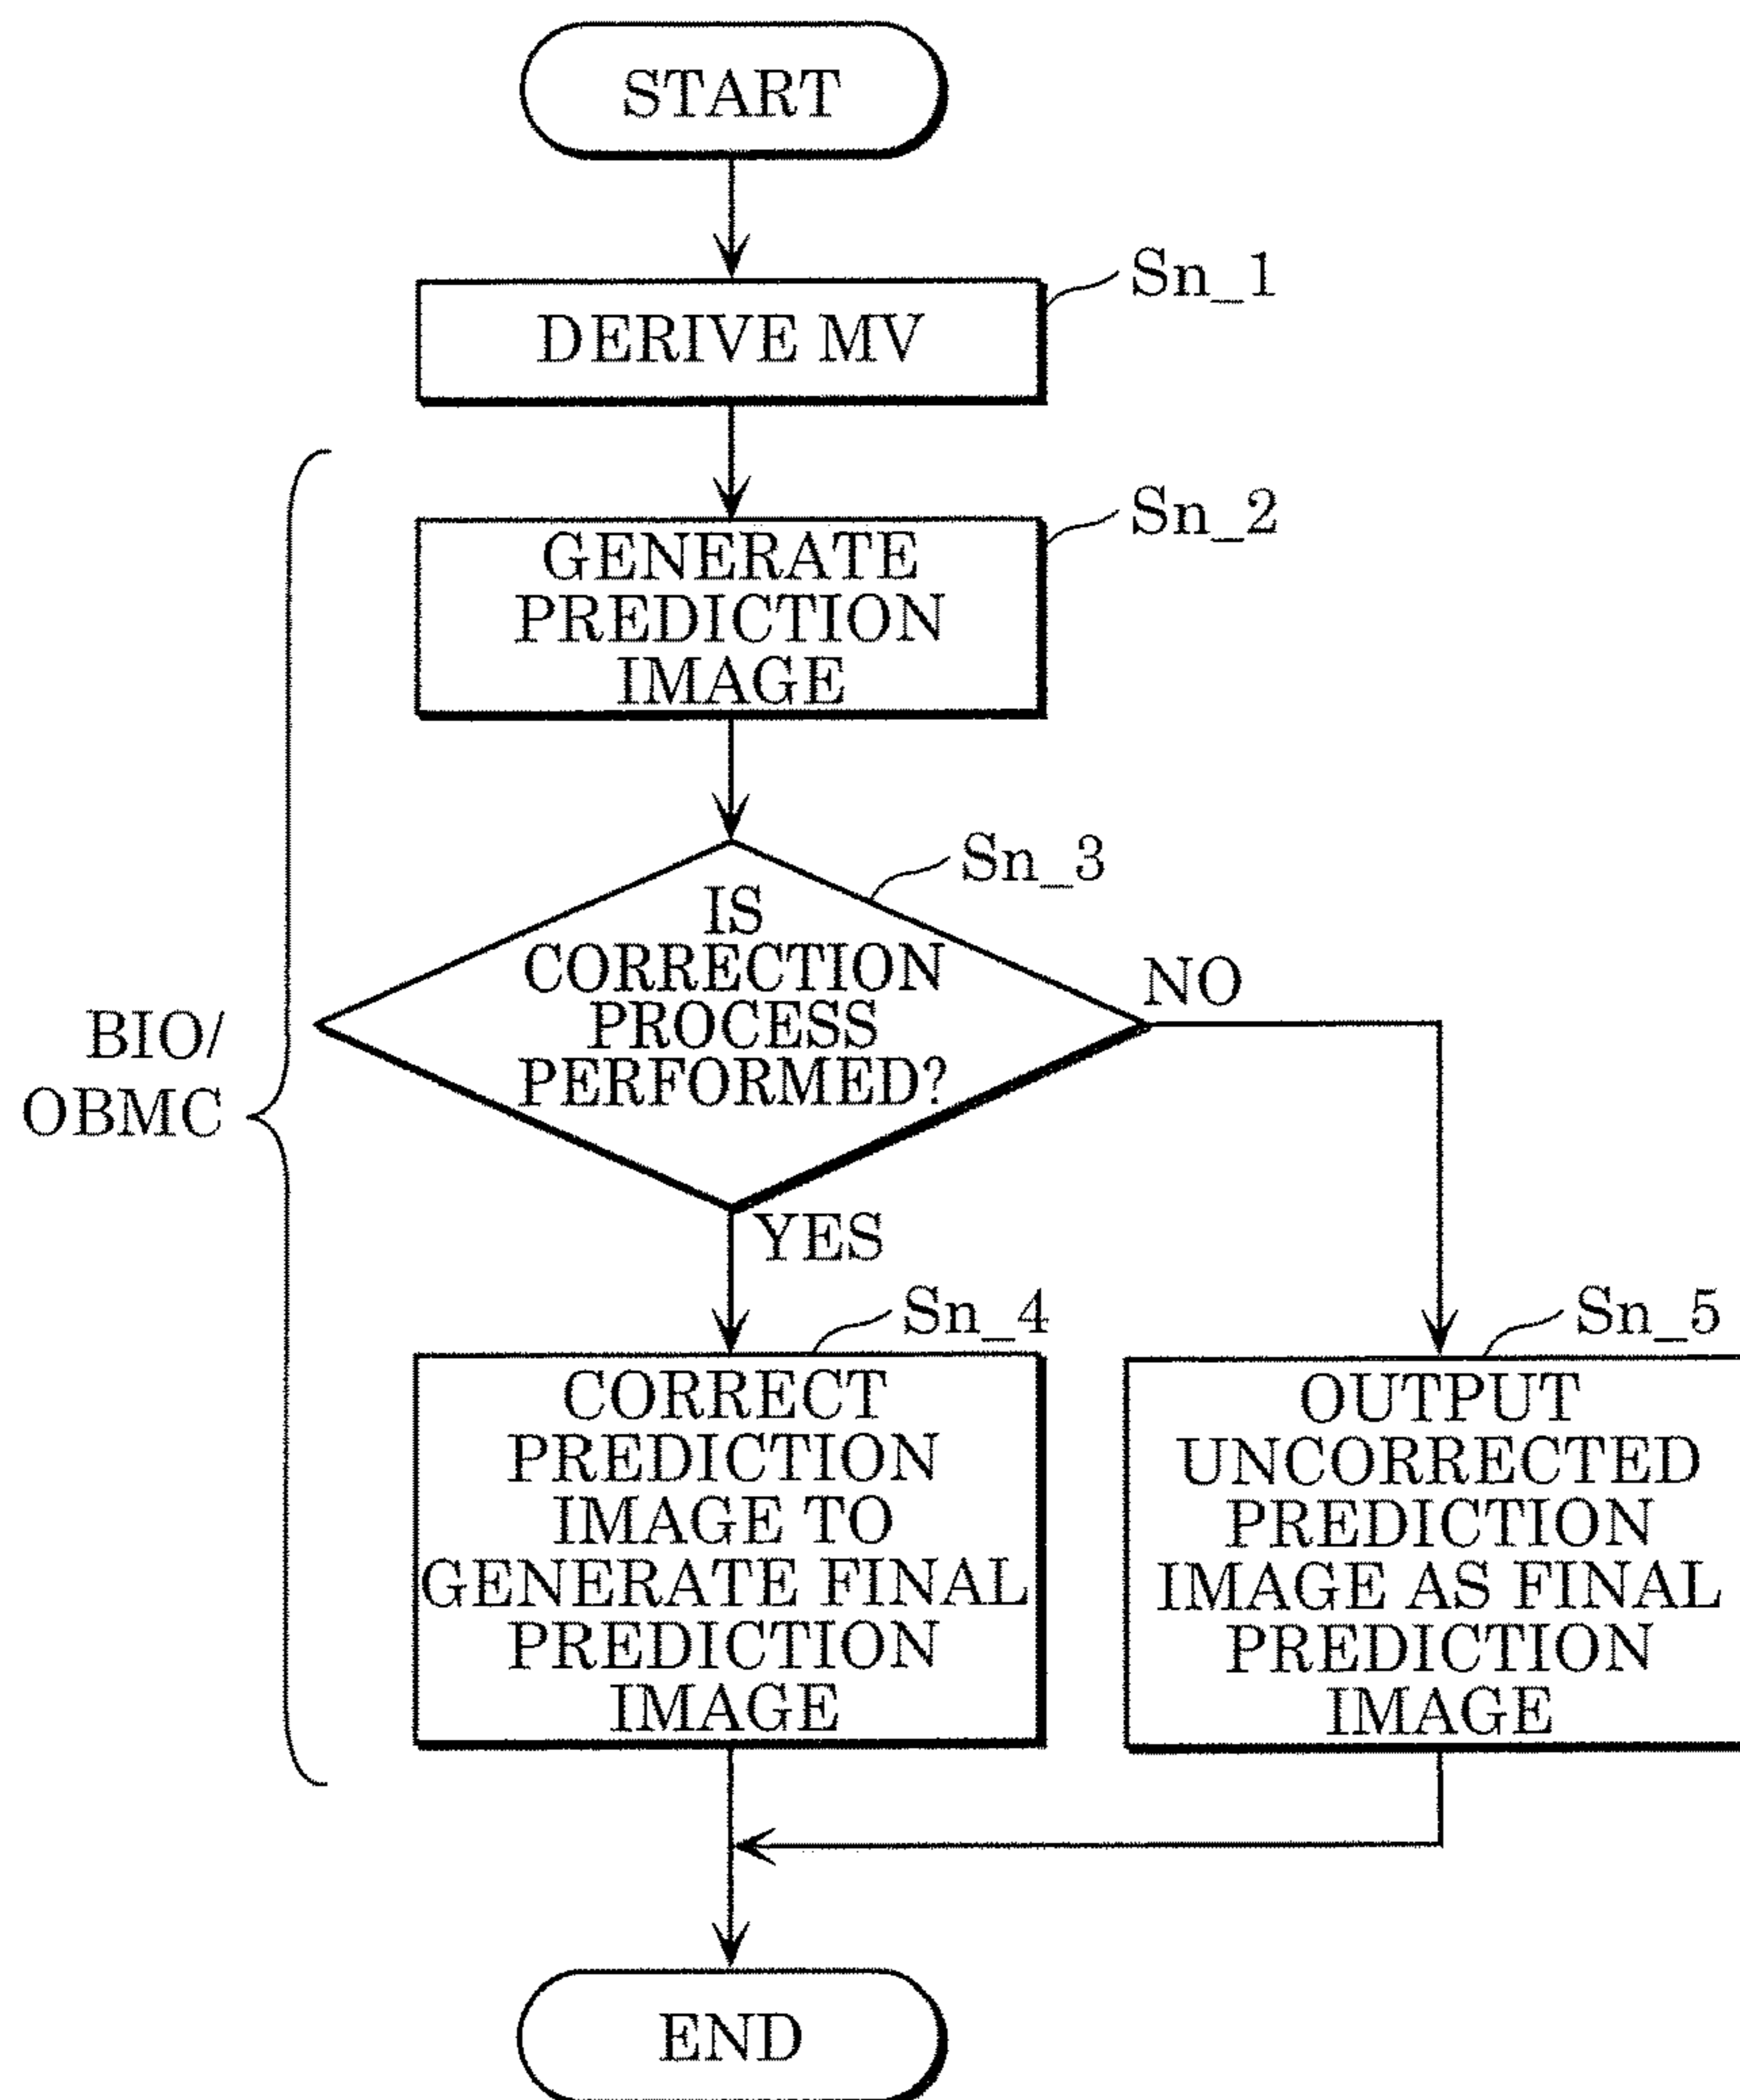 START
DERIVE MV
Sn_1
GENERATE
PREDICTION
IMAGE
Sn_2
IS
CORRECTION
PROCESS
PERFORMED?
Sn_3
NO
BIO/
OBMC
YES
CORRECT
PREDICTION
IMAGE TO
GENERATE FINAL
PREDICTION
IMAGE
Sn_4
OUTPUT
UNCORRECTED
PREDICTION
IMAGE AS FINAL
PREDICTION
IMAGE
Sn_5
END